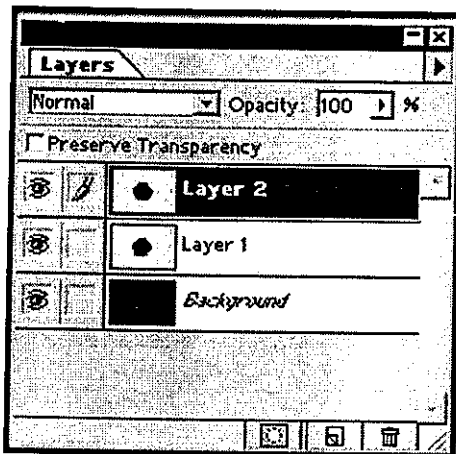 Layers
Normal Opacity: 100 %
Preserve Transparency
Layer 2
Layer 1
Background